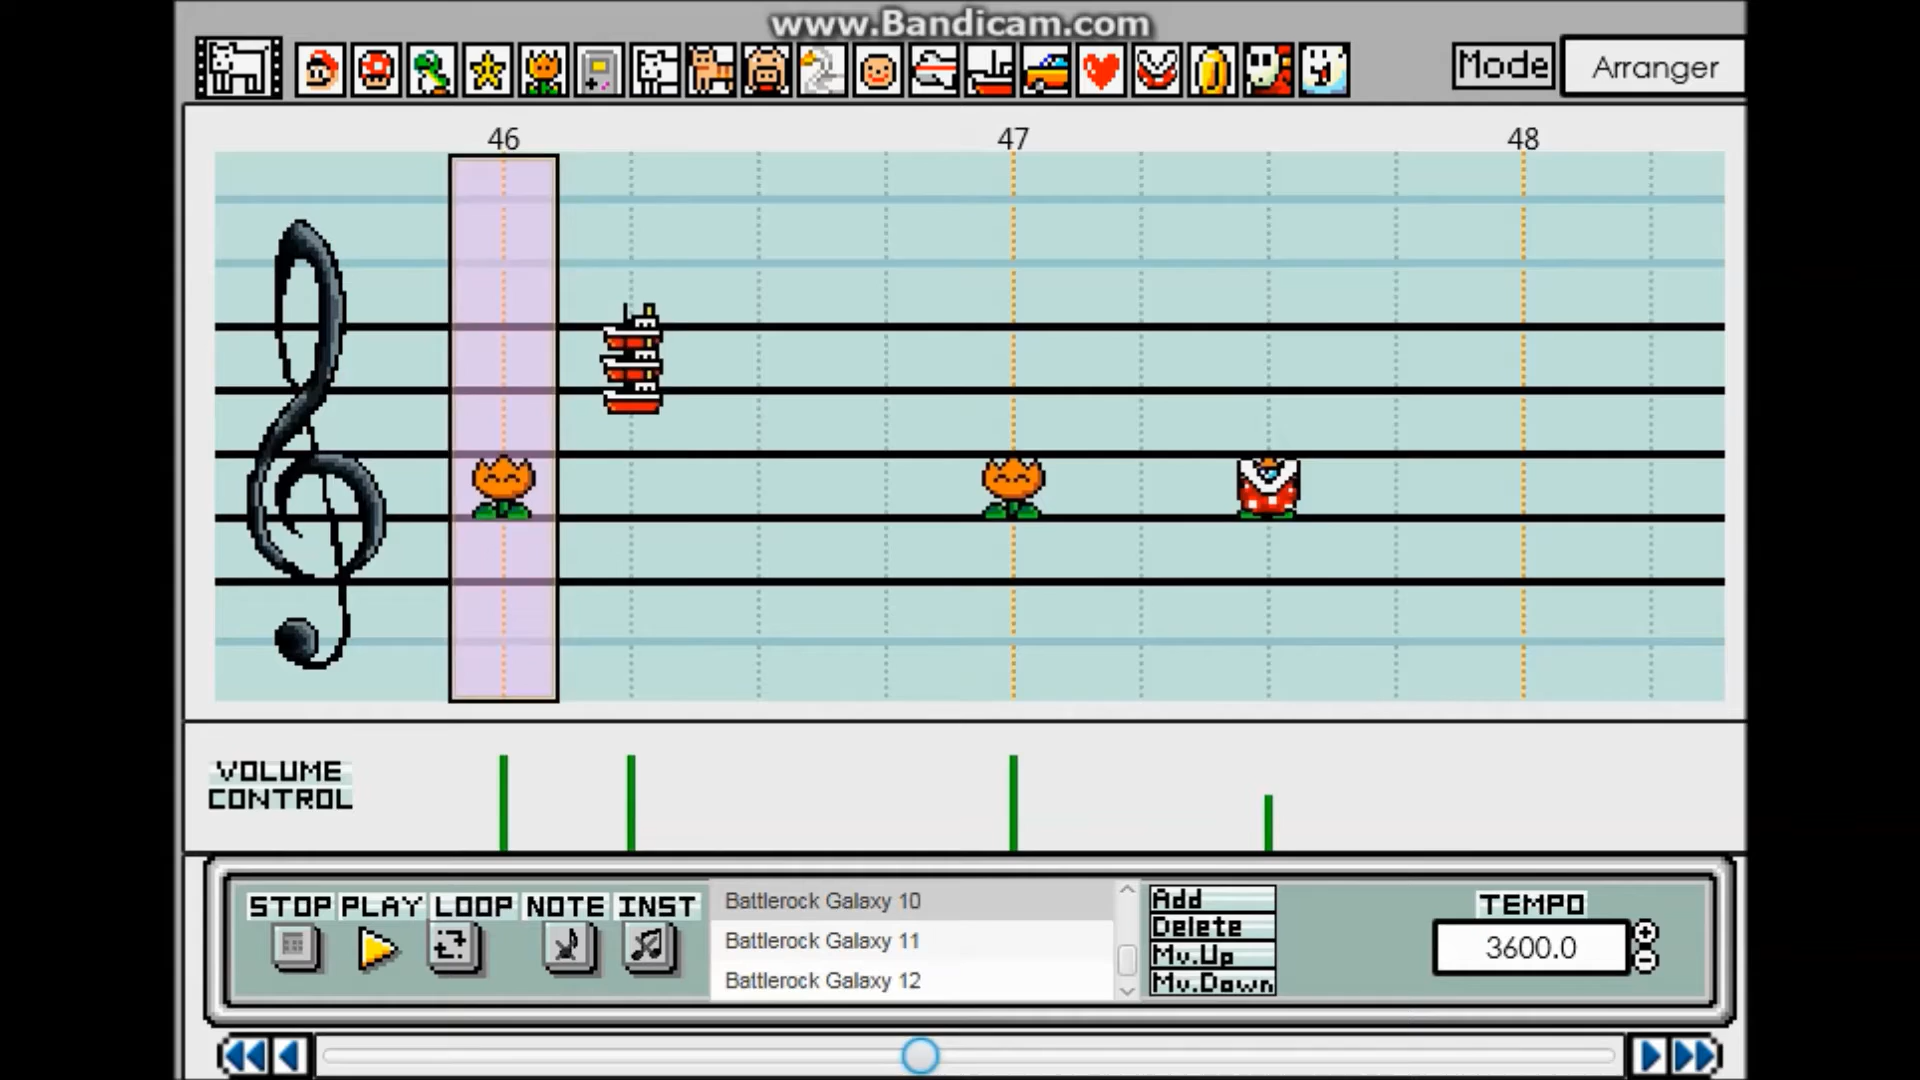 www.Bandicam.com
Mode Arranger
46 47 48
VOLUME
CONTROL
STOP PLAY LOOP NOTE INST
Battlerock Galaxy 10
Battlerock Galaxy 11
Battlerock Galaxy 12
Add
Delete
Mv.Up
Mv.Down
TEMPO
3600.0